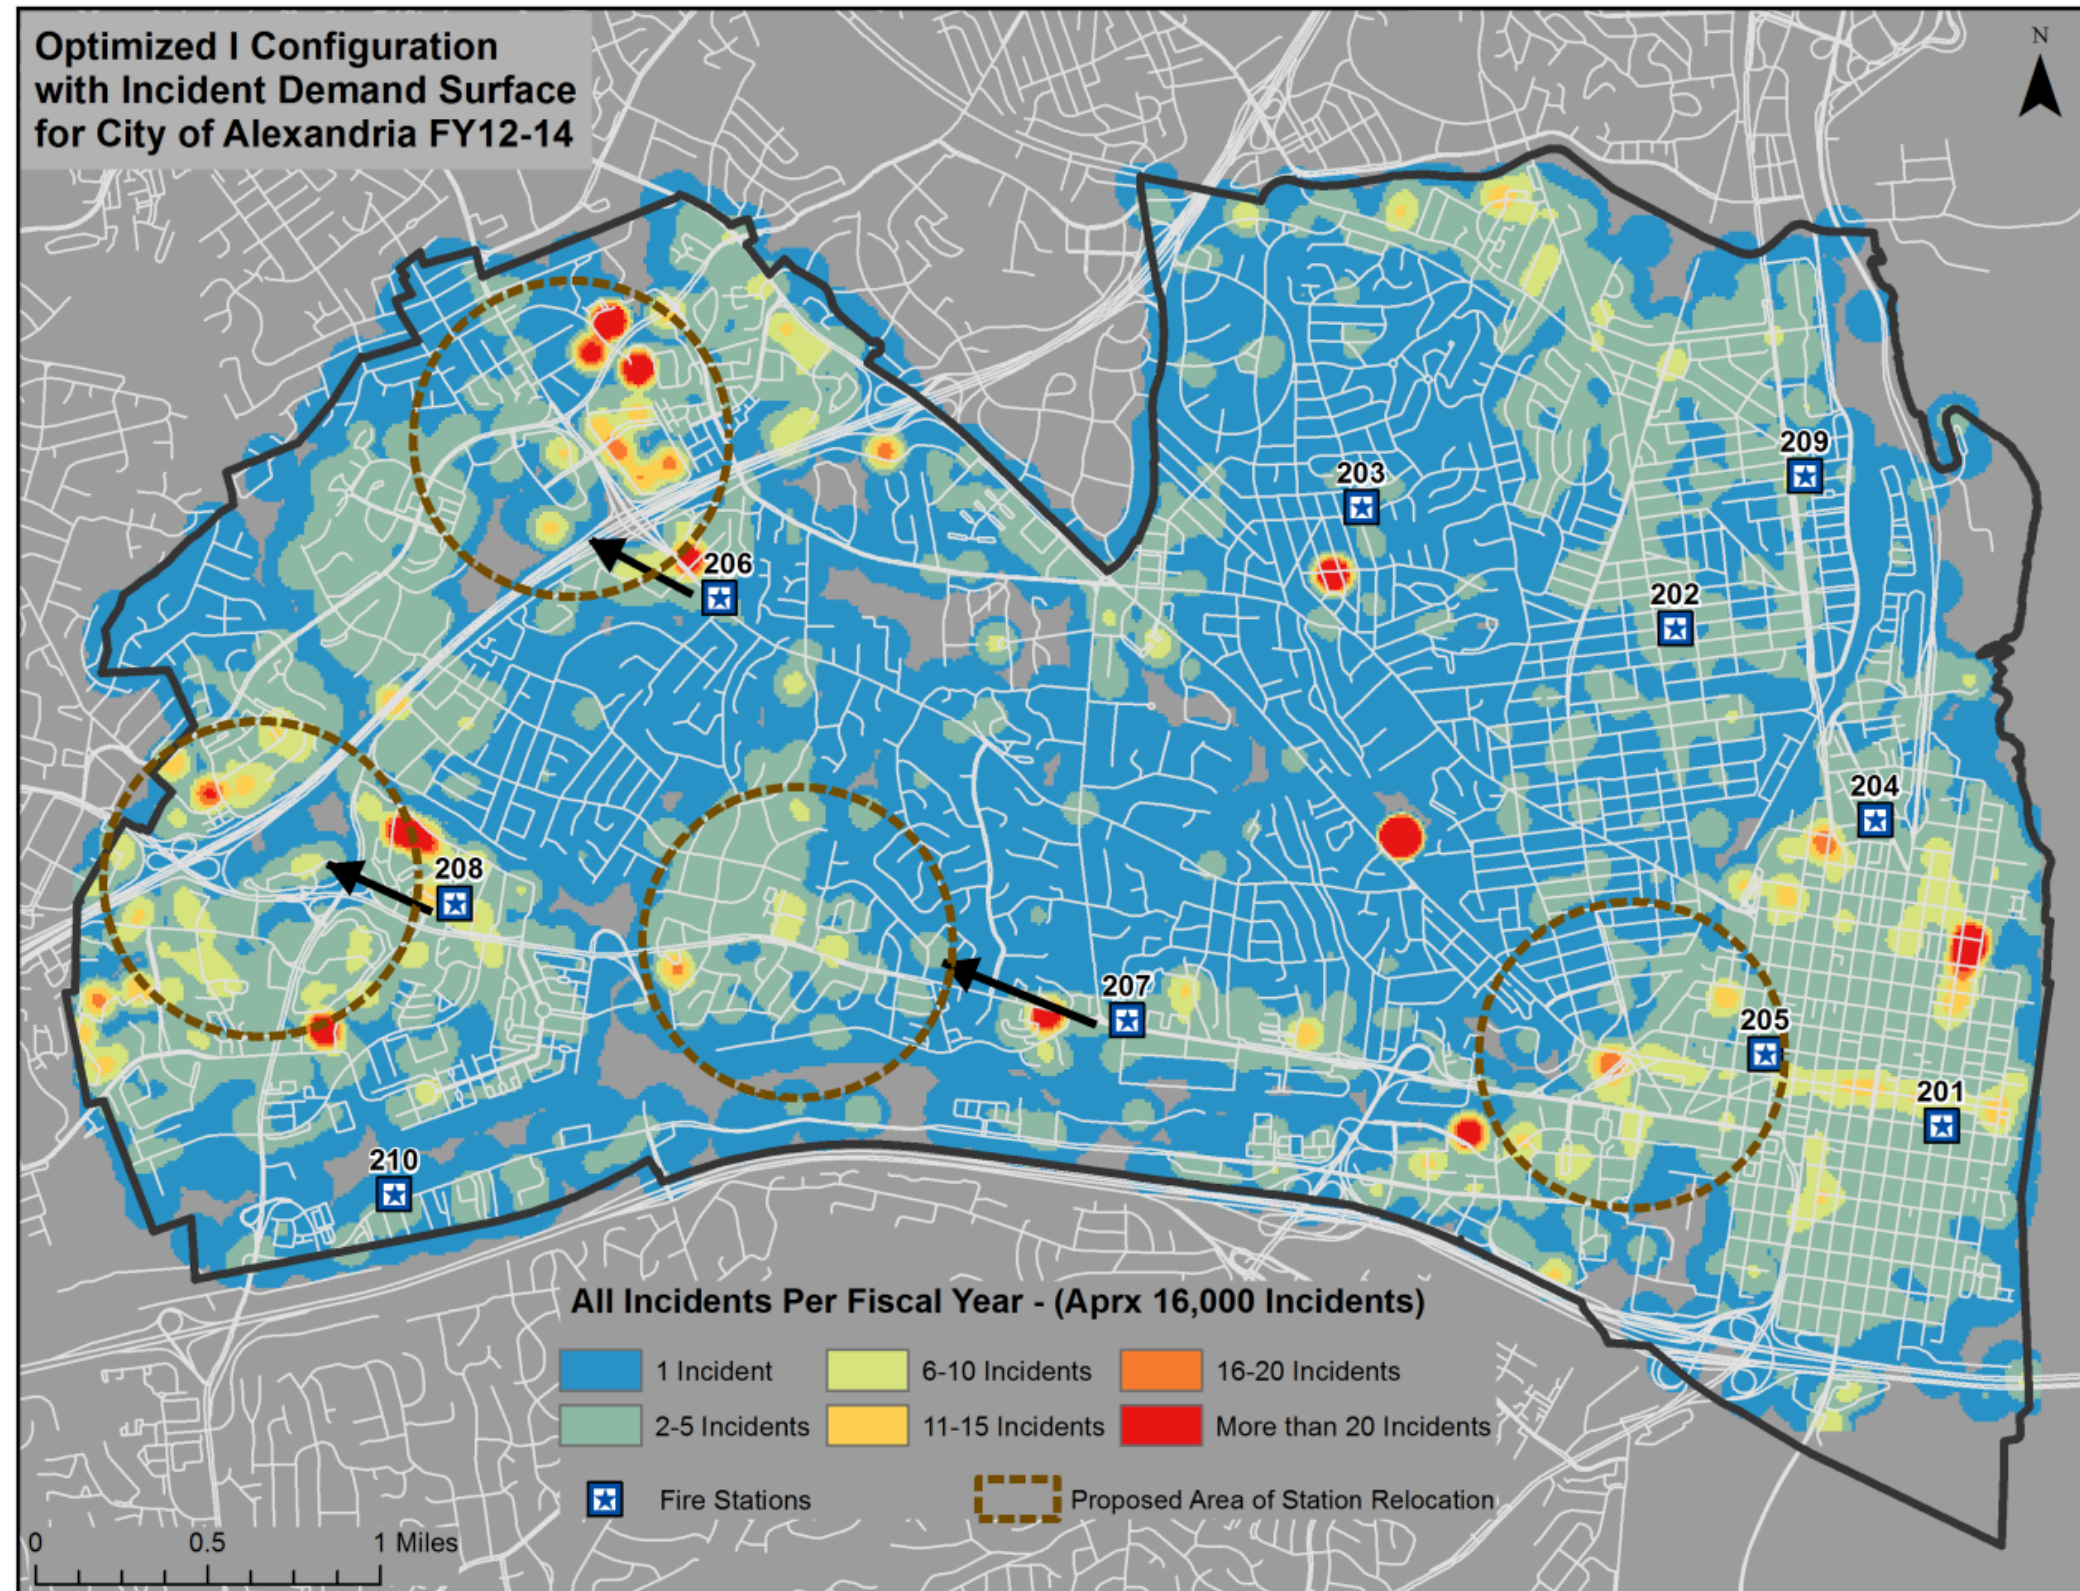 Optimized I Configuration
with Incident Demand Surface
for City of Alexandria FY12-14
N
209
203
206
202
204
208
207
205
201
210
All Incidents Per Fiscal Year - (Aprx 16,000 Incidents)
1 Incident
6-10 Incidents
16-20 Incidents
2-5 Incidents
11-15 Incidents
More than 20 Incidents
Fire Stations
Proposed Area of Station Relocation
0 0.5 1 Miles